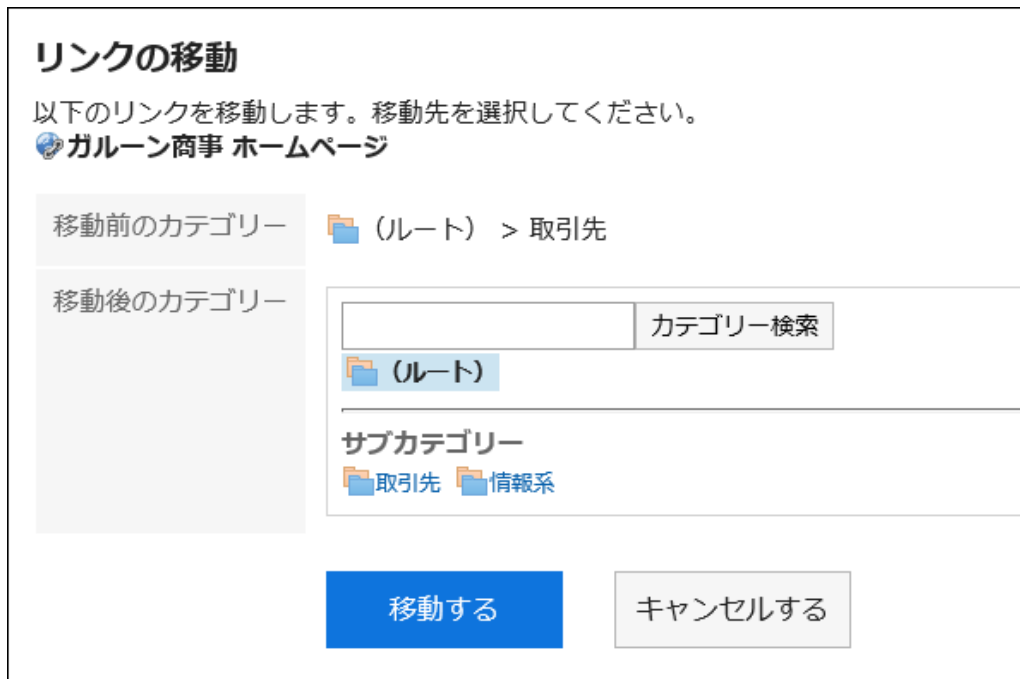 リンクの移動
以下のリンクを移動します。移動先を選択してください。
ガルーン商事 ホームページ
移動前のカテゴリー
（ルート） > 取引先
移動後のカテゴリー
カテゴリー検索
（ルート）
サブカテゴリー
取引先 情報系
移動する キャンセルする